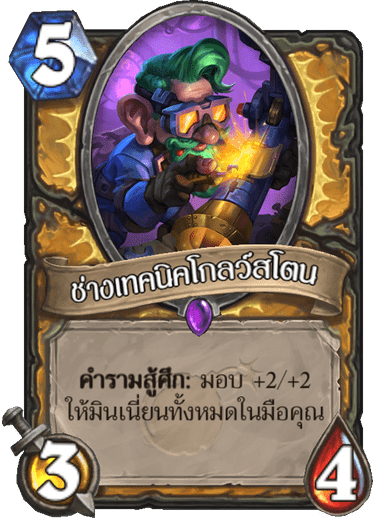 5
ช่างเทคนิคโกลว์สโตน
คำรามสู้ศึก: มอบ +2/+2
ให้มินเนี่ยนทั้งหมดในมือคุณ
3
4